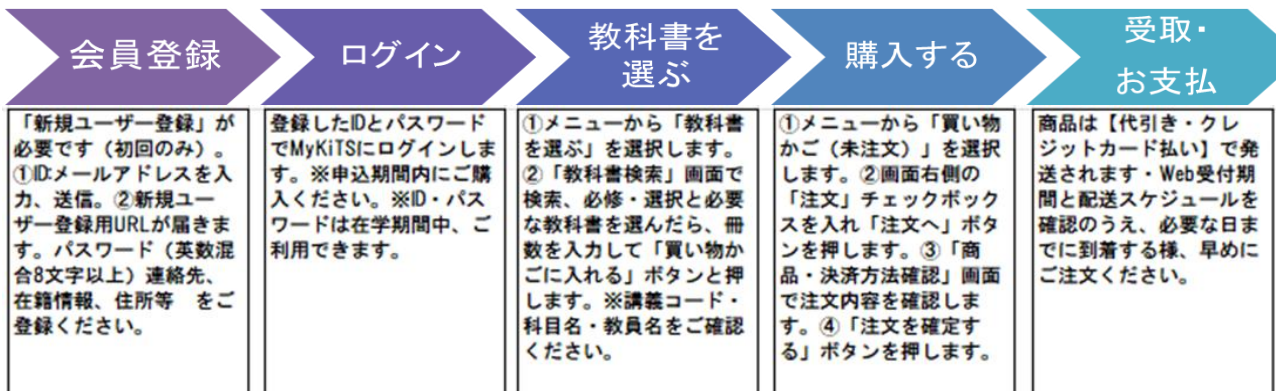 会員登録
ログイン
教科書を
選ぶ
購入する
受取・
お支払
「新規ユーザー登録」が
必要です（初回のみ）。
①ID:メールアドレスを入
力、送信。②新規ユー
ザー登録用URLが届きま
す。パスワード（英数混
合8文字以上）連絡先、
在籍情報、住所等　をご
登録ください。
登録したIDとパスワード
でMyKiTSにログインしま
す。※申込期間内にご購
入ください。※ID・パス
ワードは在学期間中、ご
利用できます。
①メニューから「教科書
を選ぶ」を選択します。
②「教科書検索」画面で
検索、必修・選択と必要
な教科書を選んだら、冊
数を入力して「買い物か
ごに入れる」ボタンと押
します。※講義コード・
科目名・教員名をご確認
ください。
①メニューから「買い物
かご（未注文）」を選択
します。②画面右側の
「注文」チェックボック
スを入れ「注文へ」ボタ
ンを押します。③「商
品・決済方法確認」画面
で注文内容を確認しま
す。④「注文を確定す
る」ボタンを押します。
商品は【代引き・クレ
ジットカード払い】で発
送されます・Web受付期
間と配送スケジュールを
確認のうえ、必要な日ま
でに到着する様、早めに
ご注文ください。